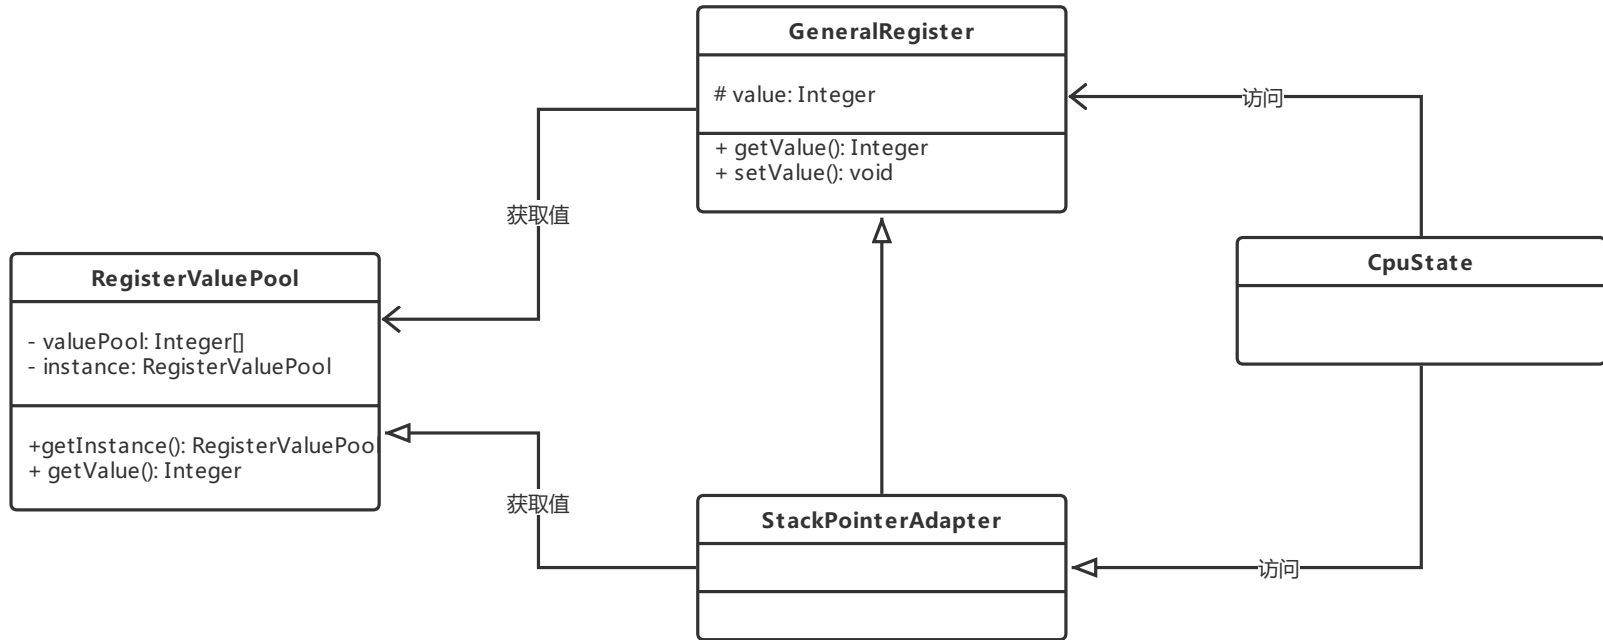 GeneralRegister
# value: Integer
+ getValue(): Integer
+ setValue(): void
访问
获取值
RegisterValuePool
- valuePool: Integer[]
- instance: RegisterValuePool
+getInstance(): RegisterValuePool
+ getValue(): Integer
CpuState
获取值
StackPointerAdapter
访问